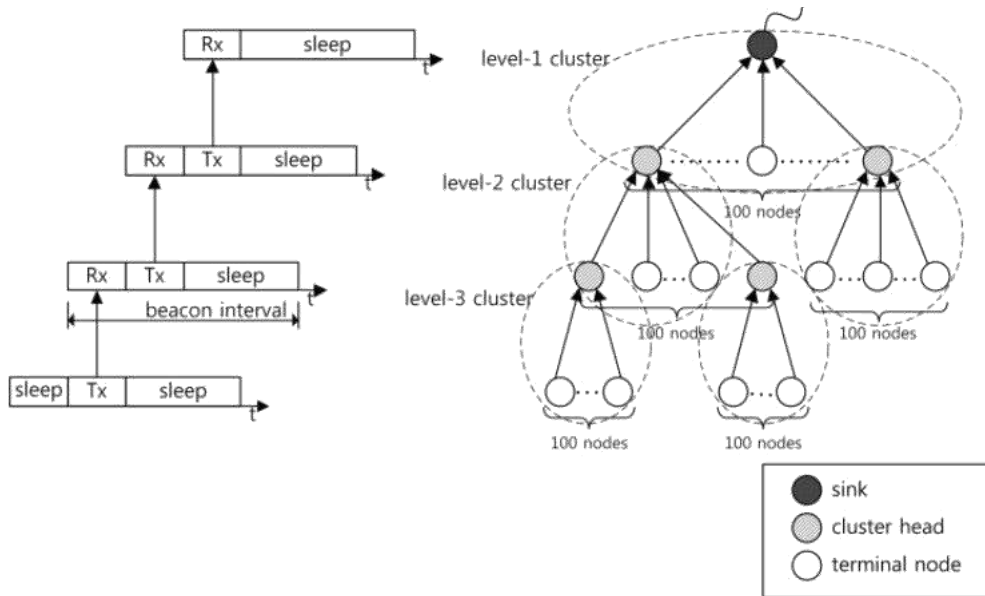 Rx sleep
t
level-1 cluster
Rx Tx sleep
t
level-2 cluster
100 nodes
Rx Tx sleep
t
beacon interval
level-3 cluster
100 nodes
100 nodes
sleep Tx sleep
t
100 nodes
100 nodes
sink
cluster head
terminal node